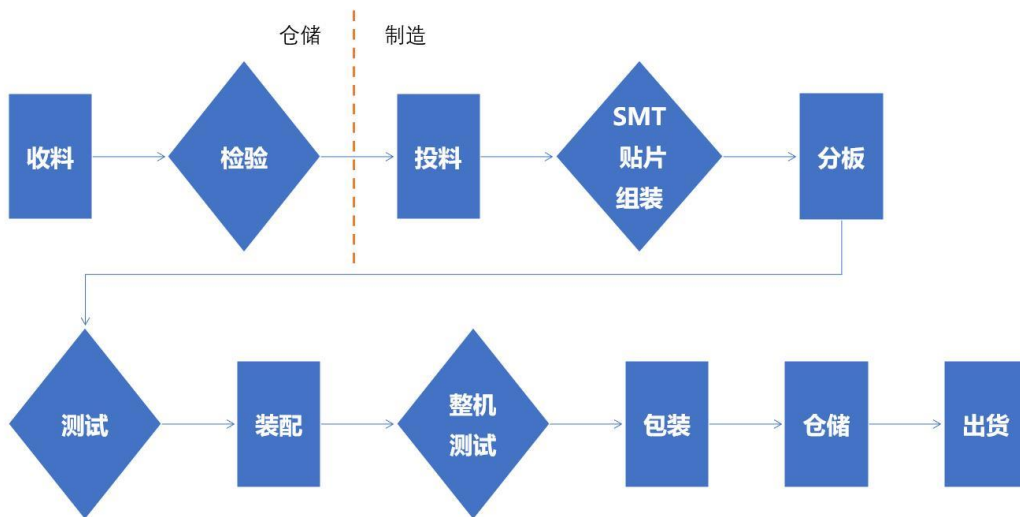 仓储
制造
收料
检验
投料
SMT
贴片
组装
分板
测试
装配
整机
测试
包装
仓储
出货